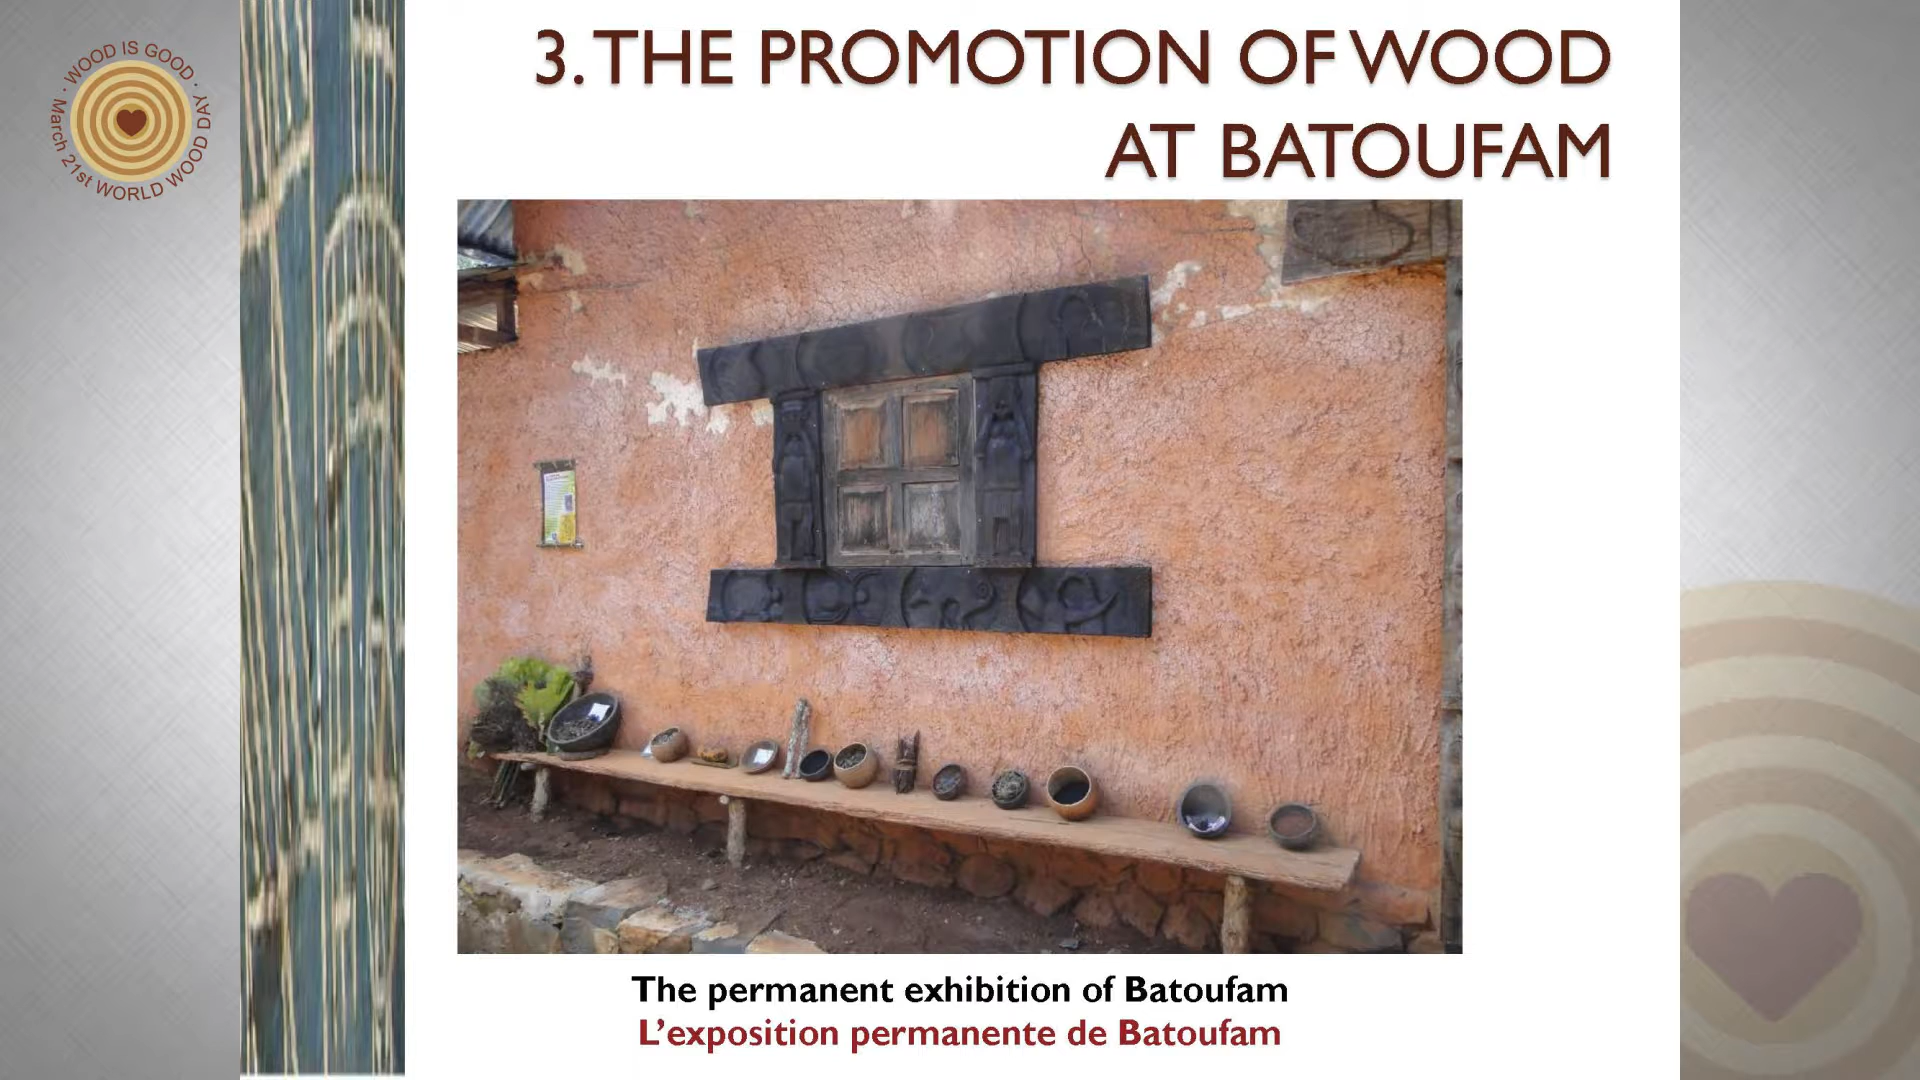 WOOD IS GOOD
March 21st WORLD WOOD DAY
3. THE PROMOTION OF WOOD
AT BATOUFAM
The permanent exhibition of Batoufam
L'exposition permanente de Batoufam